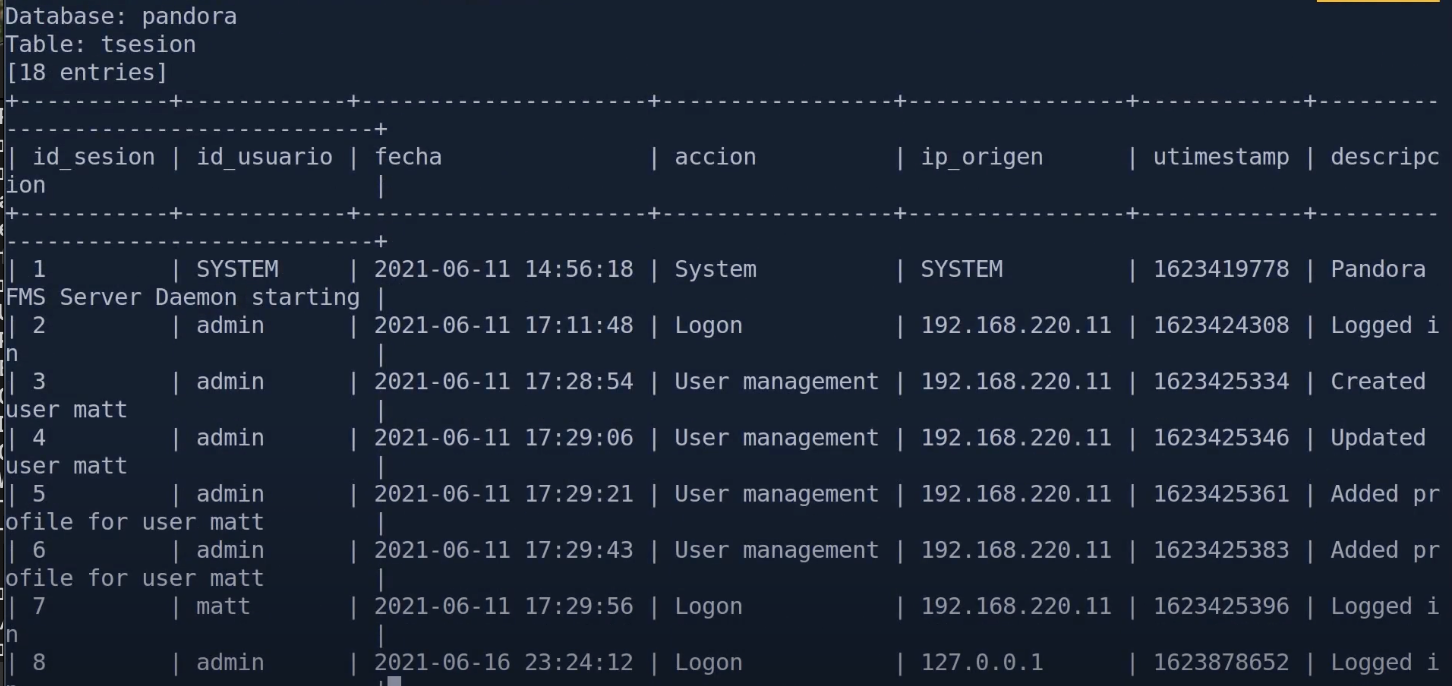 Database: pandora
Table: tsesion
[18 entries]
+-----------+------------+---------------------+-----------------+----------------+------------+---------
---------------------------+
| id_sesion | id_usuario | fecha               | accion          | ip_origen      | utimestamp | descripc
ion                        |
+-----------+------------+---------------------+-----------------+----------------+------------+---------
---------------------------+
| 1         | SYSTEM     | 2021-06-11 14:56:18 | System          | SYSTEM         | 1623419778 | Pandora
FMS Server Daemon starting |
| 2         | admin      | 2021-06-11 17:11:48 | Logon           | 192.168.220.11 | 1623424308 | Logged i
n                          |
| 3         | admin      | 2021-06-11 17:28:54 | User management | 192.168.220.11 | 1623425334 | Created
user matt                  |
| 4         | admin      | 2021-06-11 17:29:06 | User management | 192.168.220.11 | 1623425346 | Updated
user matt                  |
| 5         | admin      | 2021-06-11 17:29:21 | User management | 192.168.220.11 | 1623425361 | Added pr
ofile for user matt        |
| 6         | admin      | 2021-06-11 17:29:43 | User management | 192.168.220.11 | 1623425383 | Added pr
ofile for user matt        |
| 7         | matt       | 2021-06-11 17:29:56 | Logon           | 192.168.220.11 | 1623425396 | Logged i
n                          |
| 8         | admin      | 2021-06-16 23:24:12 | Logon           | 127.0.0.1      | 1623878652 | Logged i